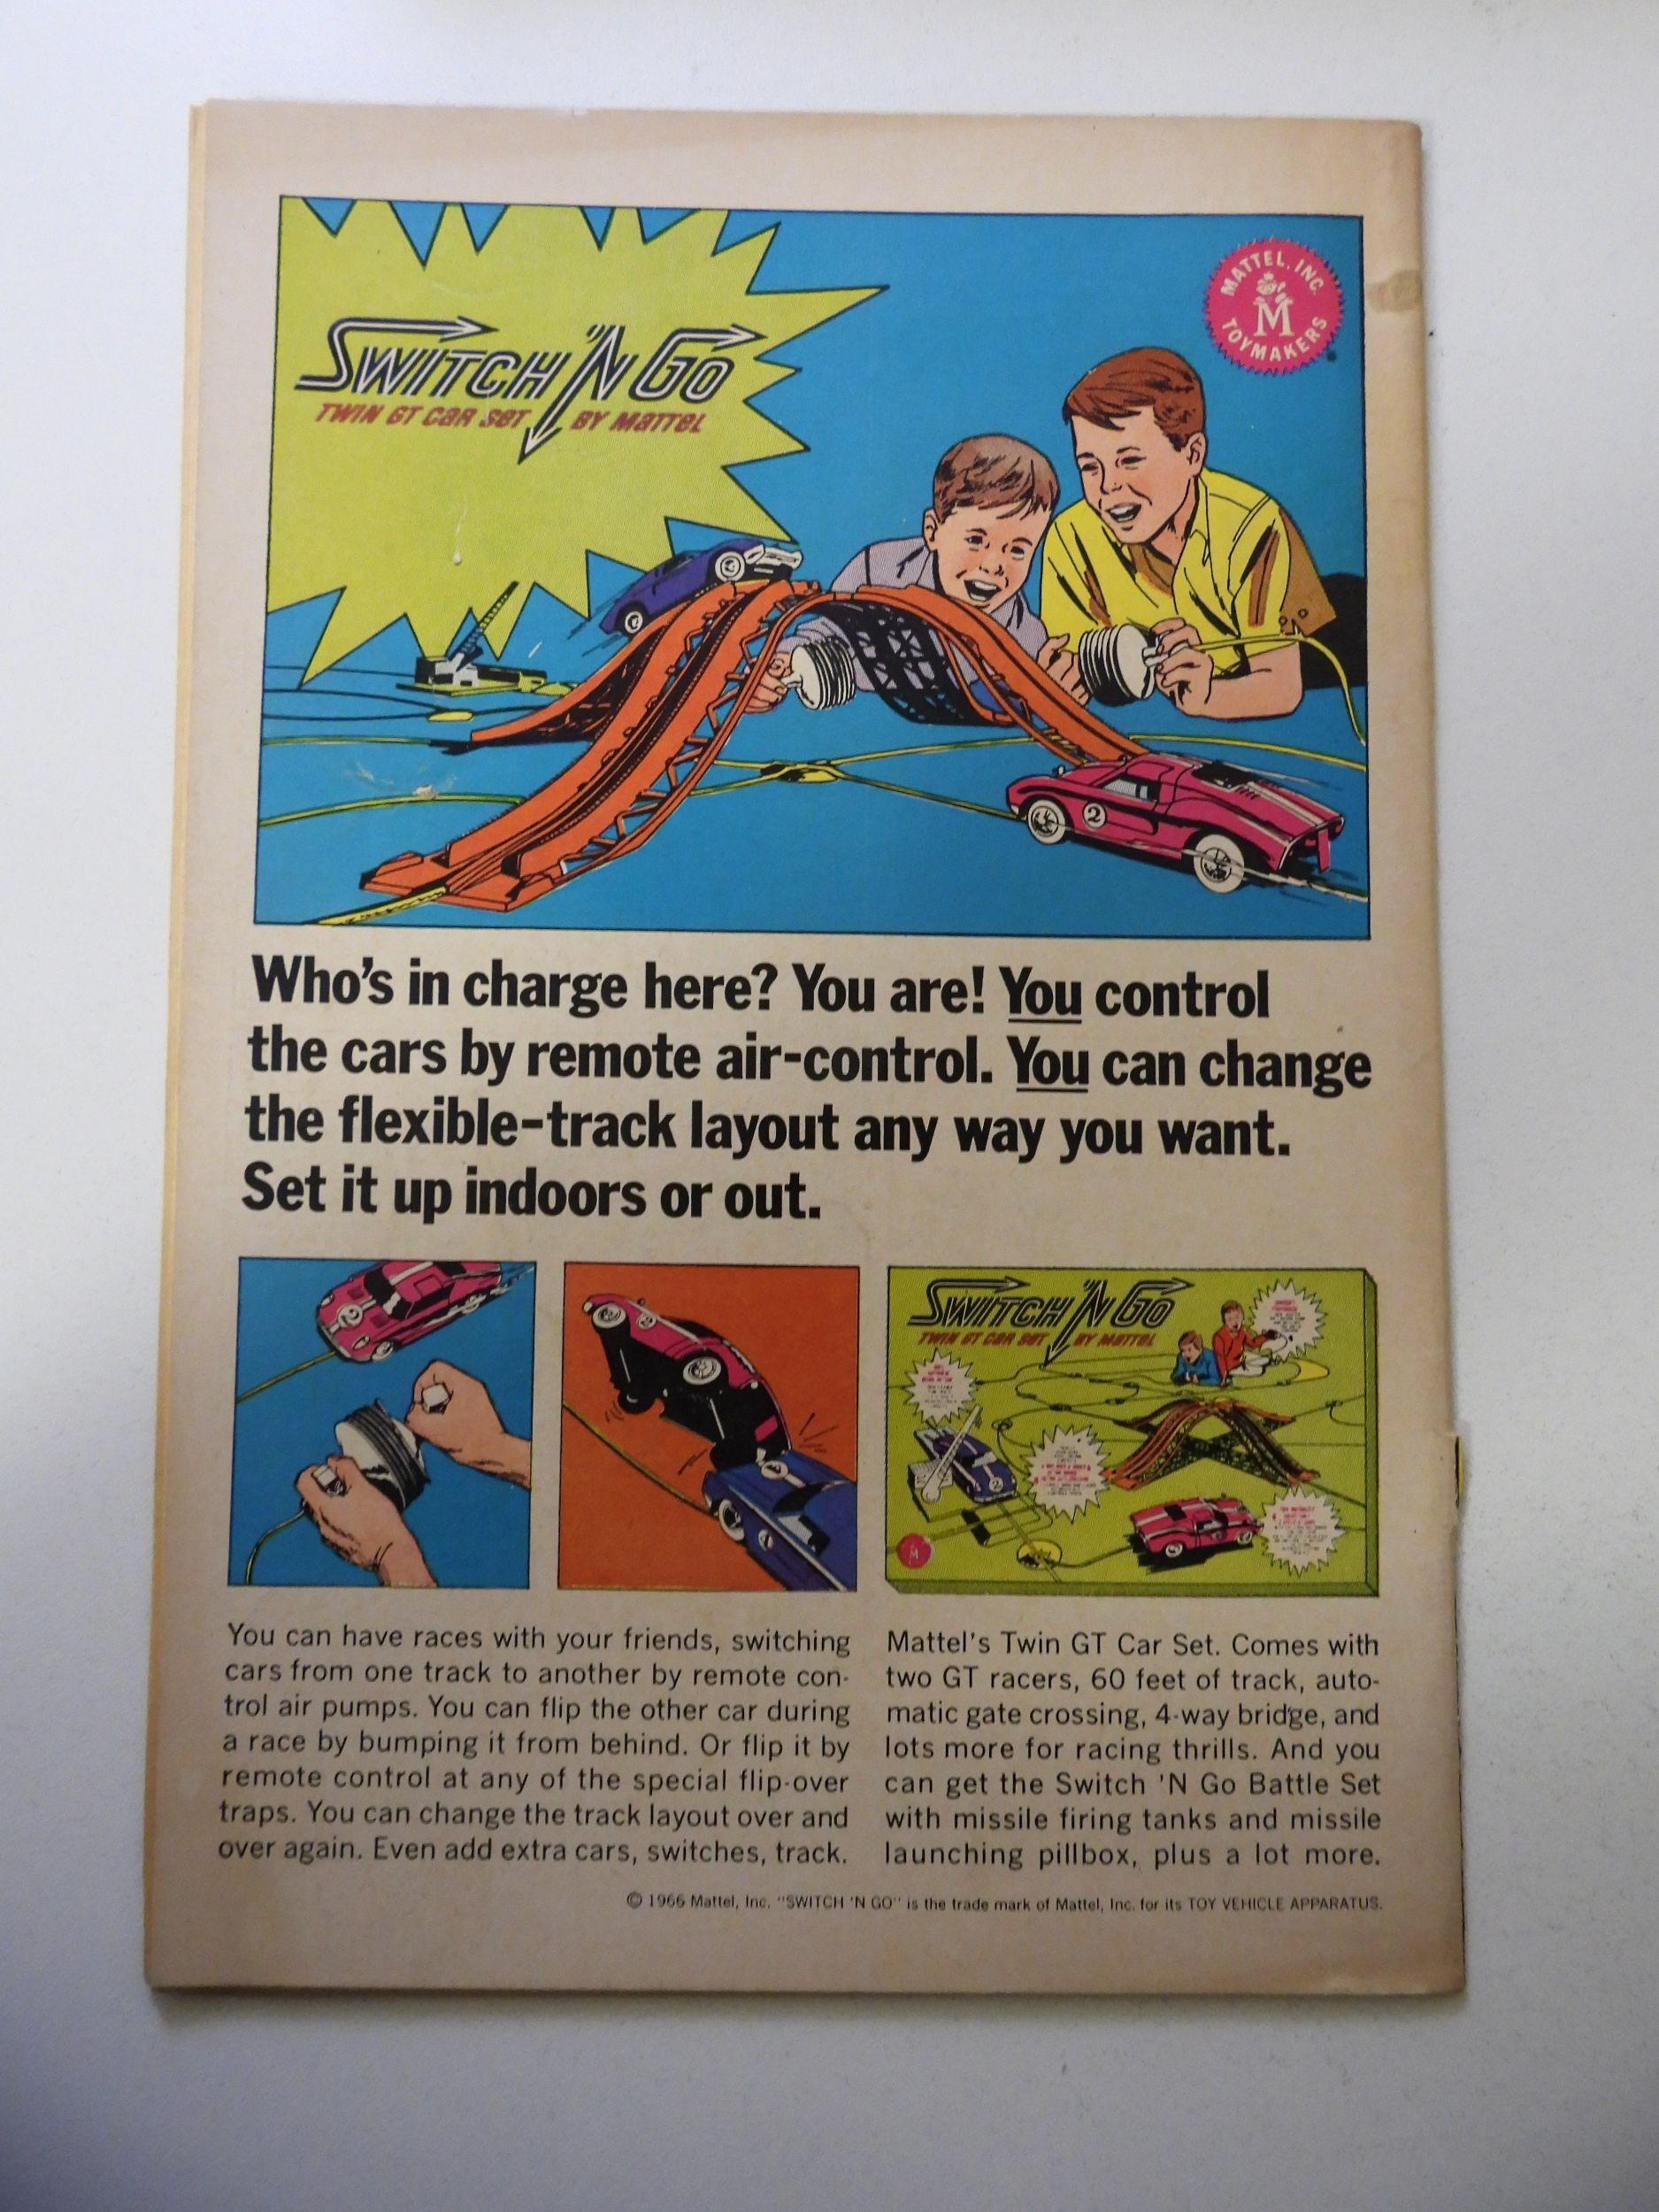 MATTEL, INC.
M
TOYMAKERS
SWITCH 'N GO
TWIN GT CAR SET BY MATTEL
2
Who's in charge here? You are! You control
the cars by remote air-control. You can change
the flexible-track layout any way you want.
Set it up indoors or out.
2
SWITCH 'N GO
TWIN GT CAR SET BY MATTEL
2
M
You can have races with your friends, switching
cars from one track to another by remote con-
trol air pumps. You can flip the other car during
a race by bumping it from behind. Or flip it by
remote control at any of the special flip-over
traps. You can change the track layout over and
over again. Even add extra cars, switches, track.
Mattel's Twin GT Car Set. Comes with
two GT racers, 60 feet of track, auto-
matic gate crossing, 4-way bridge, and
lots more for racing thrills. And you
can get the Switch 'N Go Battle Set
with missile firing tanks and missile
launching pillbox, plus a lot more.
© 1966 Mattel, Inc. "SWITCH 'N GO" is the trade mark of Mattel, Inc. for its TOY VEHICLE APPARATUS.